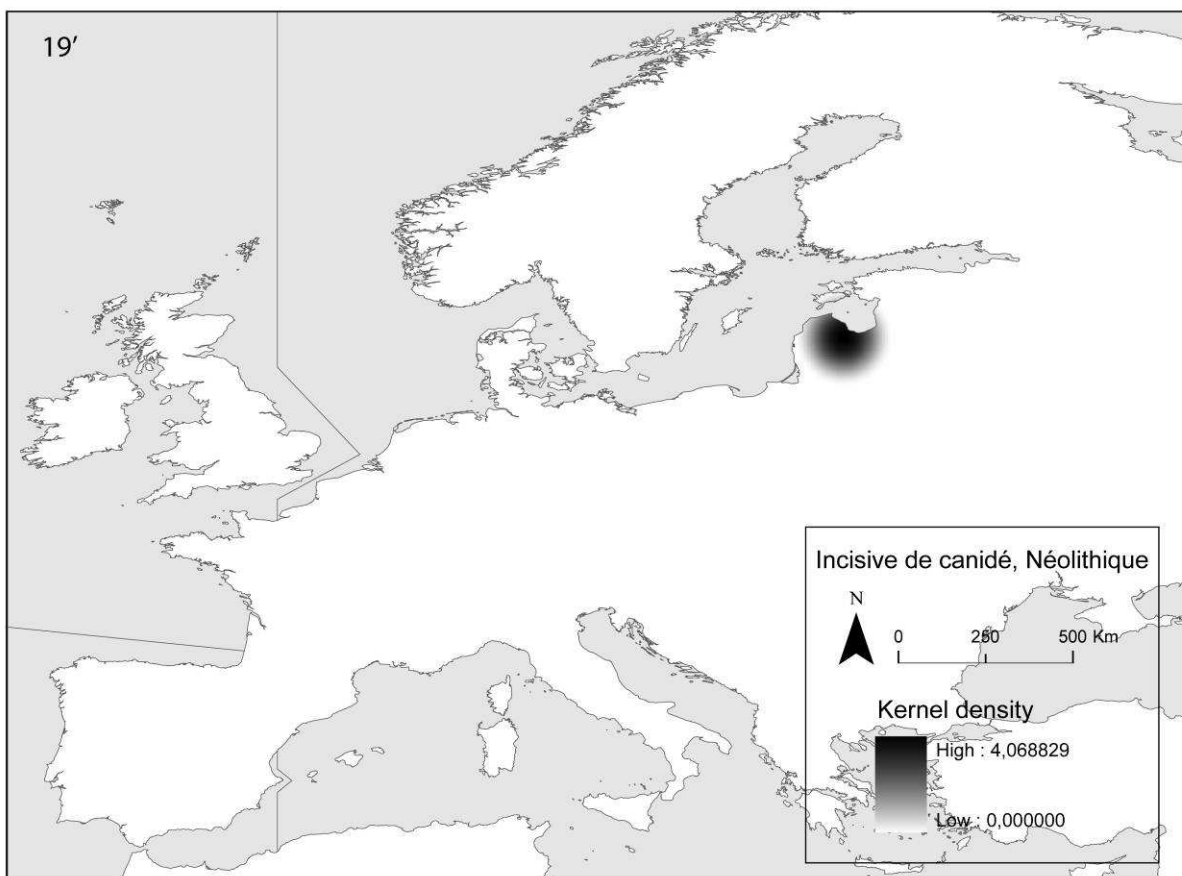 19'
Incisive de canidé, Néolithique
N
0 250 500 Km
Kernel density
High : 4,068829
Low : 0,000000